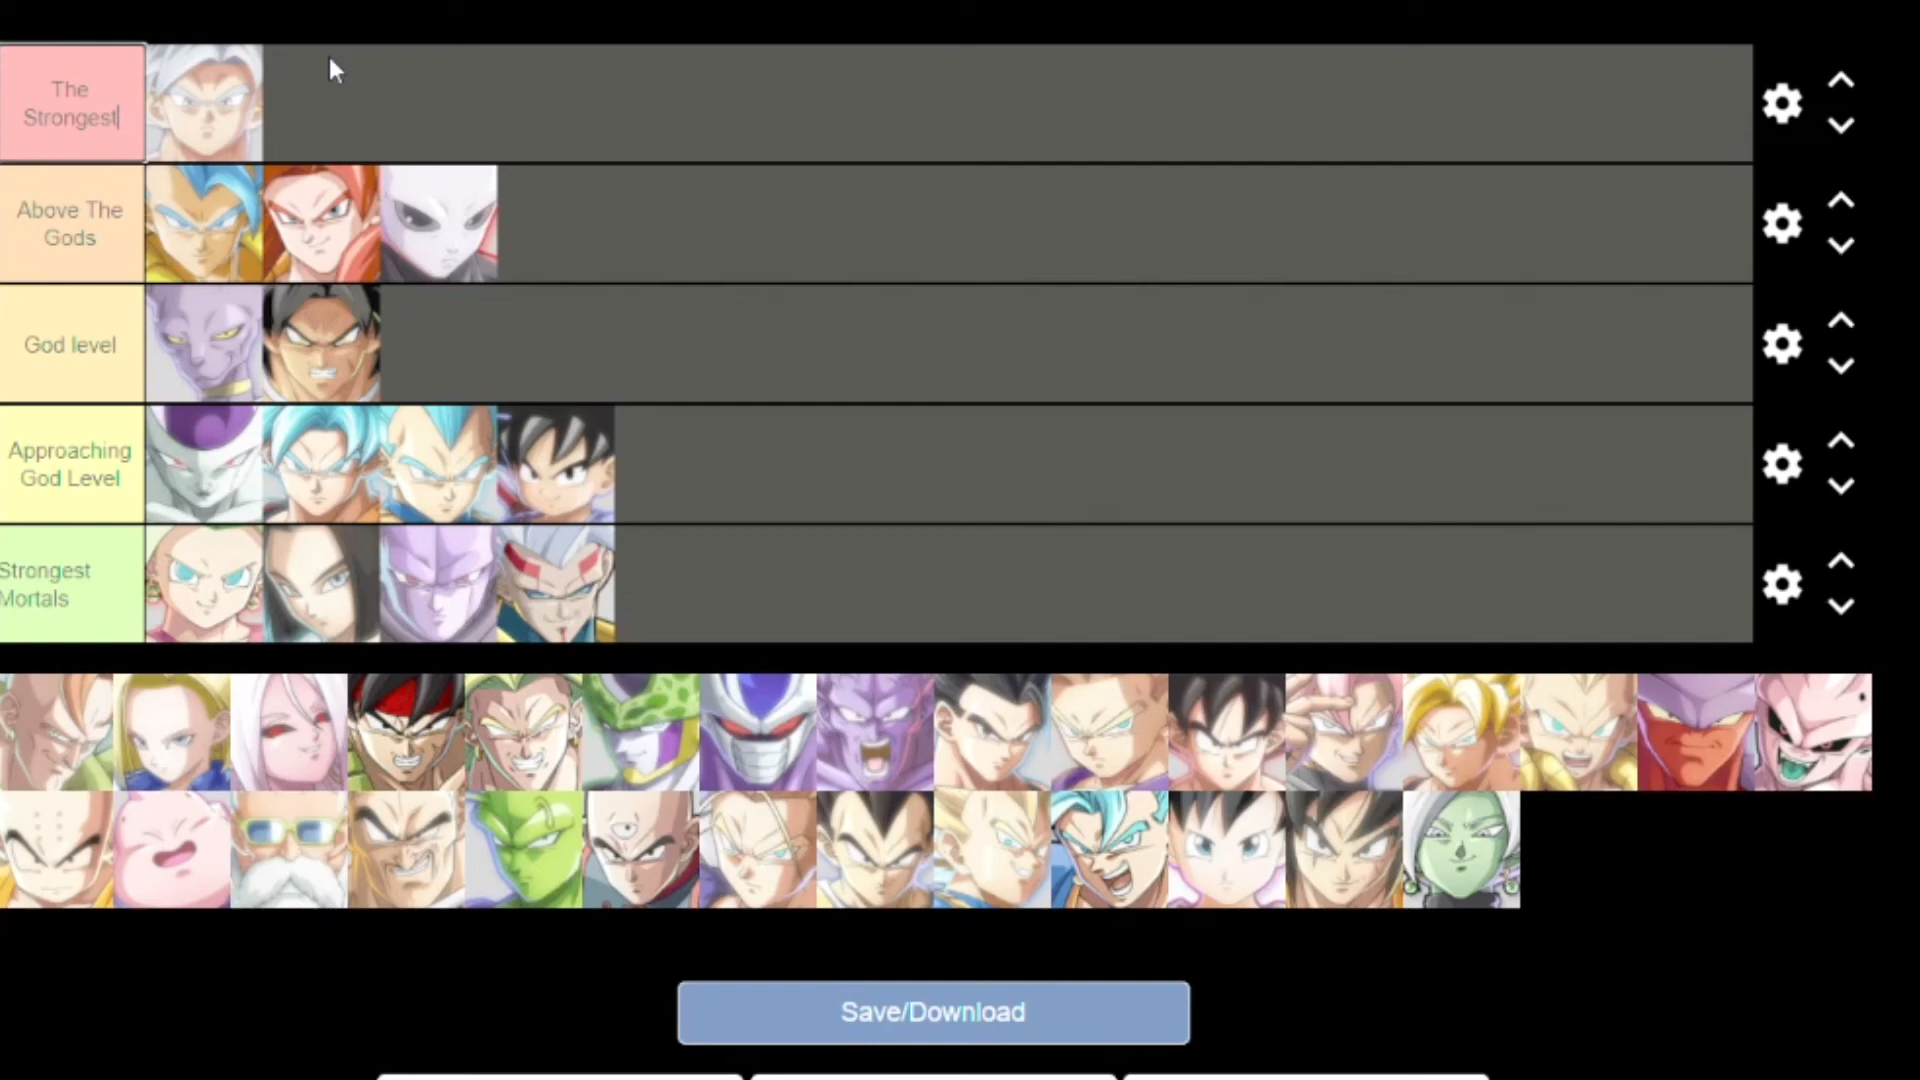 The
Strongest
Above The
Gods
God level
Approaching
God Level
Strongest
Mortals
Save/Download